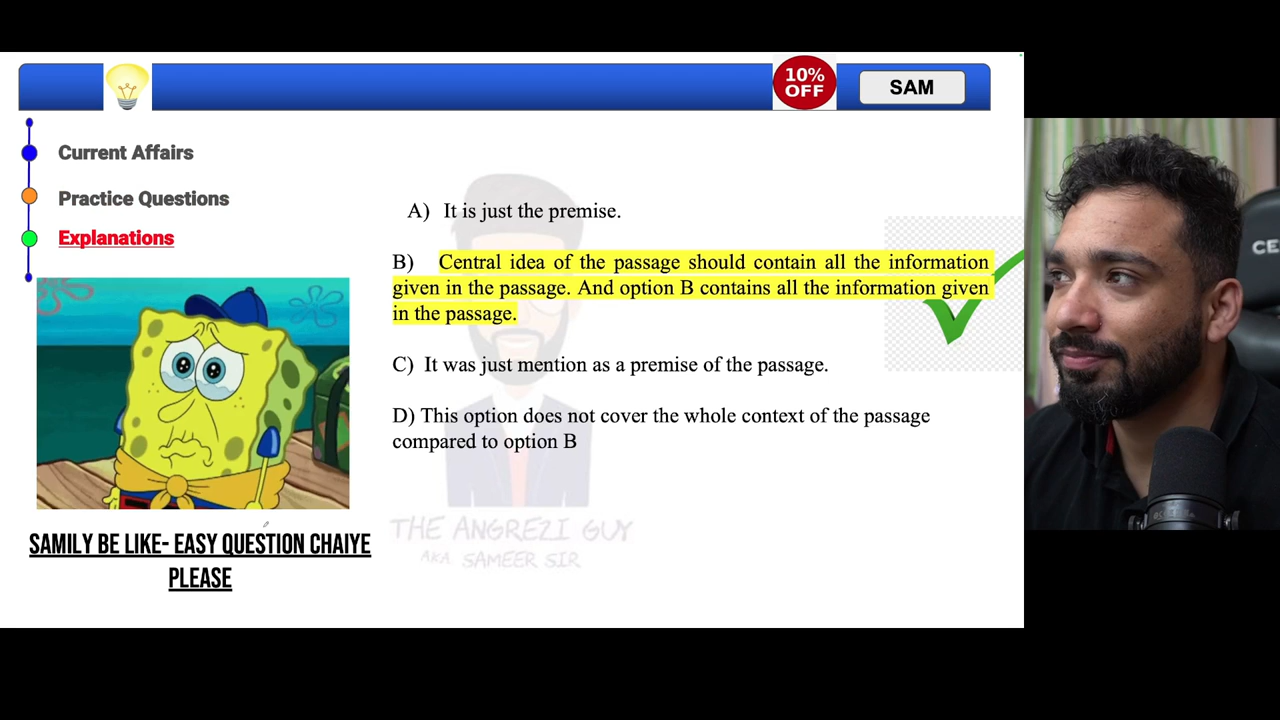 10%
OFF
SAM
Current Affairs
Practice Questions
Explanations
A) It is just the premise.
B) Central idea of the passage should contain all the information
given in the passage. And option B contains all the information given
in the passage.
C) It was just mention as a premise of the passage.
D) This option does not cover the whole context of the passage
compared to option B
SAMILY BE LIKE- EASY QUESTION CHAIYE
PLEASE
THE ANGREZI GUY
AKA. SAMEER SIR
CE